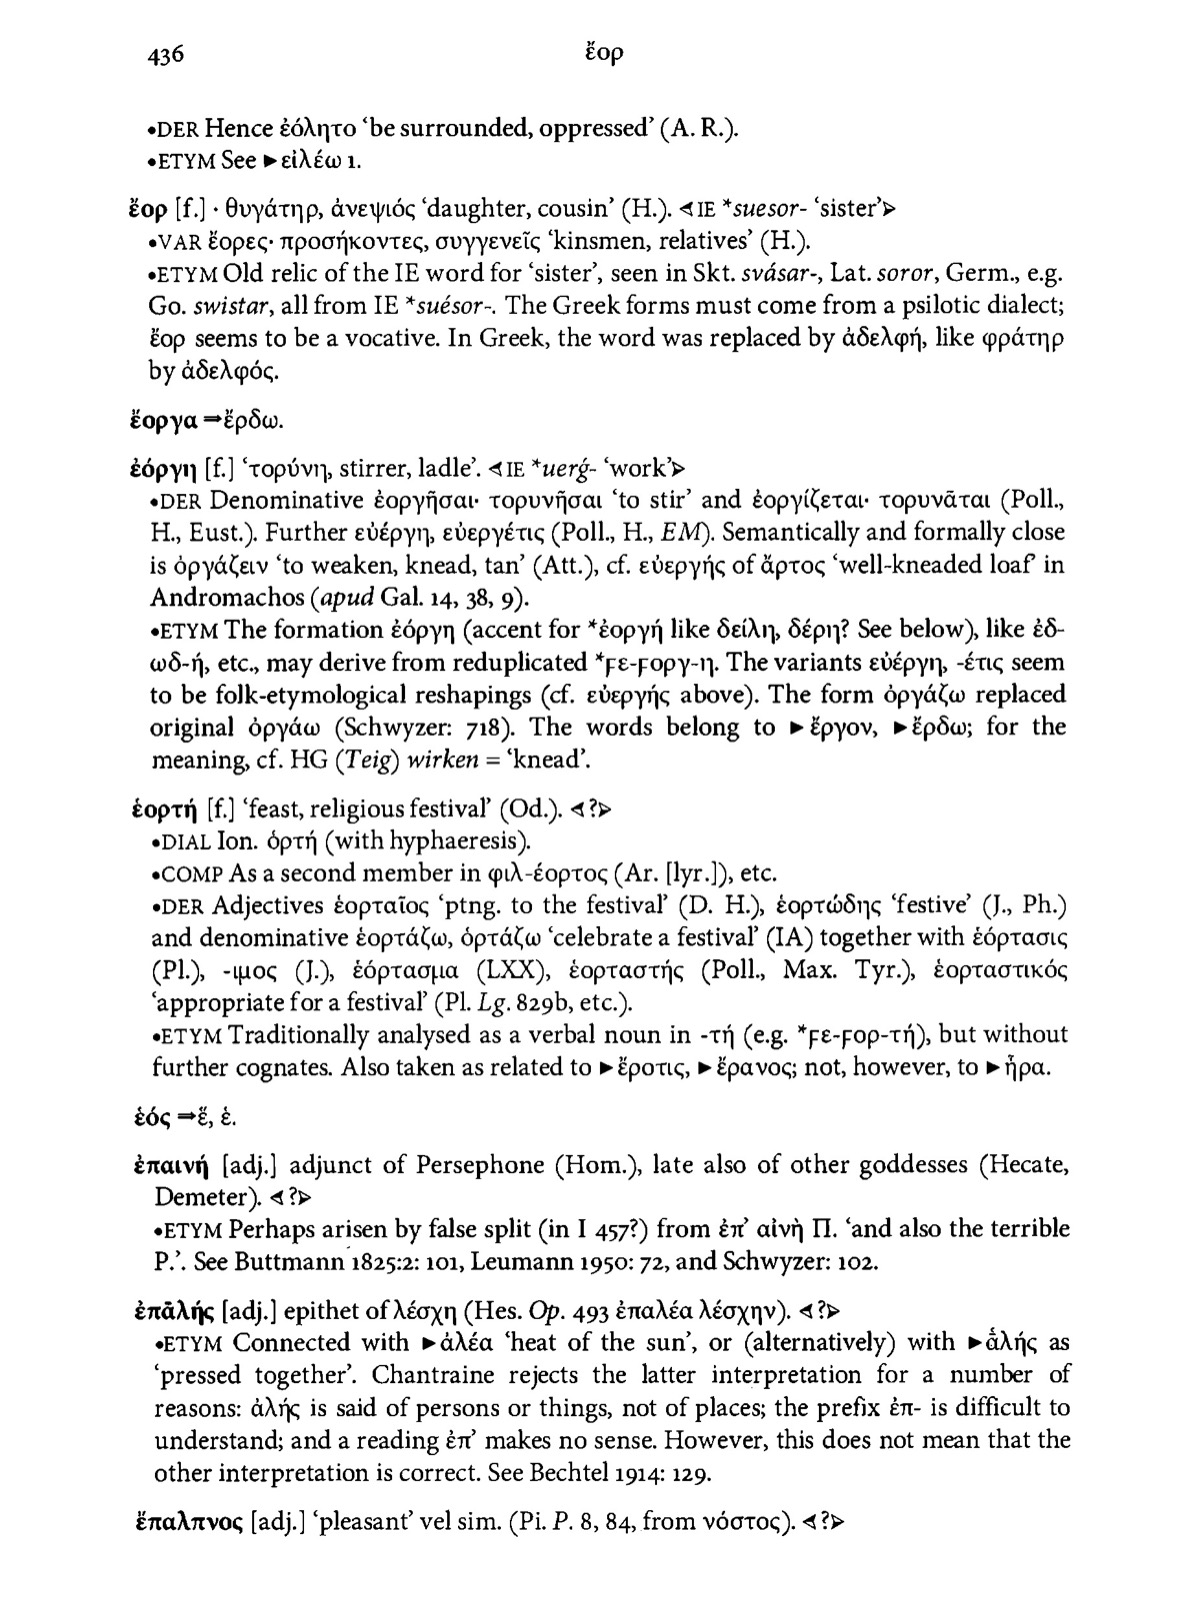 436
ἔορ
•DER Hence ἐόλητο ‘be surrounded, oppressed’ (A. R.).
•ETYM See ►εἰλέω 1.
ἔορ [f.] · θυγάτηρ, ἀνεψιός ‘daughter, cousin’ (H.). ⊲IE *suesor- ‘sister’⊳
•VAR ἔορες· προσήκοντες, συγγενεῖς ‘kinsmen, relatives’ (H.).
•ETYM Old relic of the IE word for ‘sister’, seen in Skt. svásar-, Lat. soror, Germ., e.g.
Go. swistar, all from IE *suésor-. The Greek forms must come from a psilotic dialect;
ἔορ seems to be a vocative. In Greek, the word was replaced by ἀδελφή, like φράτηρ
by ἀδελφός.
ἔοργα ⇒ἔρδω.
ἐόργη [f.] ‘τορύνη, stirrer, ladle’. ⊲IE *uerǵ- ‘work’⊳
•DER Denominative ἐοργῆσαι· τορυνῆσαι ‘to stir’ and ἐοργίζεται· τορυνᾶται (Poll.,
H., Eust.). Further εὐέργη, εὐεργέτις (Poll., H., EM). Semantically and formally close
is ὀργάζειν ‘to weaken, knead, tan’ (Att.), cf. εὐεργής of ἄρτος ‘well-kneaded loaf’ in
Andromachos (apud Gal. 14, 38, 9).
•ETYM The formation ἐόργη (accent for *ἐοργή like δείλη, δέρη? See below), like ἐδ-
ωδ-ή, etc., may derive from reduplicated *ϝε-ϝοργ-η. The variants εὐέργη, -έτις seem
to be folk-etymological reshapings (cf. εὐεργής above). The form ὀργάζω replaced
original ὀργάω (Schwyzer: 718). The words belong to ►ἔργον, ►ἔρδω; for the
meaning, cf. HG (Teig) wirken = ‘knead’.
ἑορτή [f.] ‘feast, religious festival’ (Od.). ⊲?⊳
•DIAL Ion. ὁρτή (with hyphaeresis).
•COMP As a second member in φιλ-έορτος (Ar. [lyr.]), etc.
•DER Adjectives ἑορταῖος ‘ptng. to the festival’ (D. H.), ἑορτώδης ‘festive’ (J., Ph.)
and denominative ἑορτάζω, ὁρτάζω ‘celebrate a festival’ (IA) together with ἑόρτασις
(Pl.), -ιμος (J.), ἑόρτασμα (LXX), ἑορταστής (Poll., Max. Tyr.), ἑορταστικός
‘appropriate for a festival’ (Pl. Lg. 829b, etc.).
•ETYM Traditionally analysed as a verbal noun in -τή (e.g. *ϝε-ϝορ-τή), but without
further cognates. Also taken as related to ►ἔροτις, ►ἔρανος; not, however, to ►ἦρα.
ἑός ⇒ἕ, ἑ.
ἐπαινή [adj.] adjunct of Persephone (Hom.), late also of other goddesses (Hecate,
Demeter). ⊲?⊳
•ETYM Perhaps arisen by false split (in I 457?) from ἐπ’ αἰνὴ Π. ‘and also the terrible
P.’. See Buttmann 1825:2: 101, Leumann 1950: 72, and Schwyzer: 102.
ἐπᾱλής [adj.] epithet of λέσχη (Hes. Op. 493 ἐπαλέα λέσχην). ⊲?⊳
•ETYM Connected with ►ἀλέα ‘heat of the sun’, or (alternatively) with ►ἁ̄λής as
‘pressed together’. Chantraine rejects the latter interpretation for a number of
reasons: ἁλής is said of persons or things, not of places; the prefix ἐπ- is difficult to
understand; and a reading ἐπ’ makes no sense. However, this does not mean that the
other interpretation is correct. See Bechtel 1914: 129.
ἔπαλπνος [adj.] ‘pleasant’ vel sim. (Pi. P. 8, 84, from νόστος). ⊲?⊳